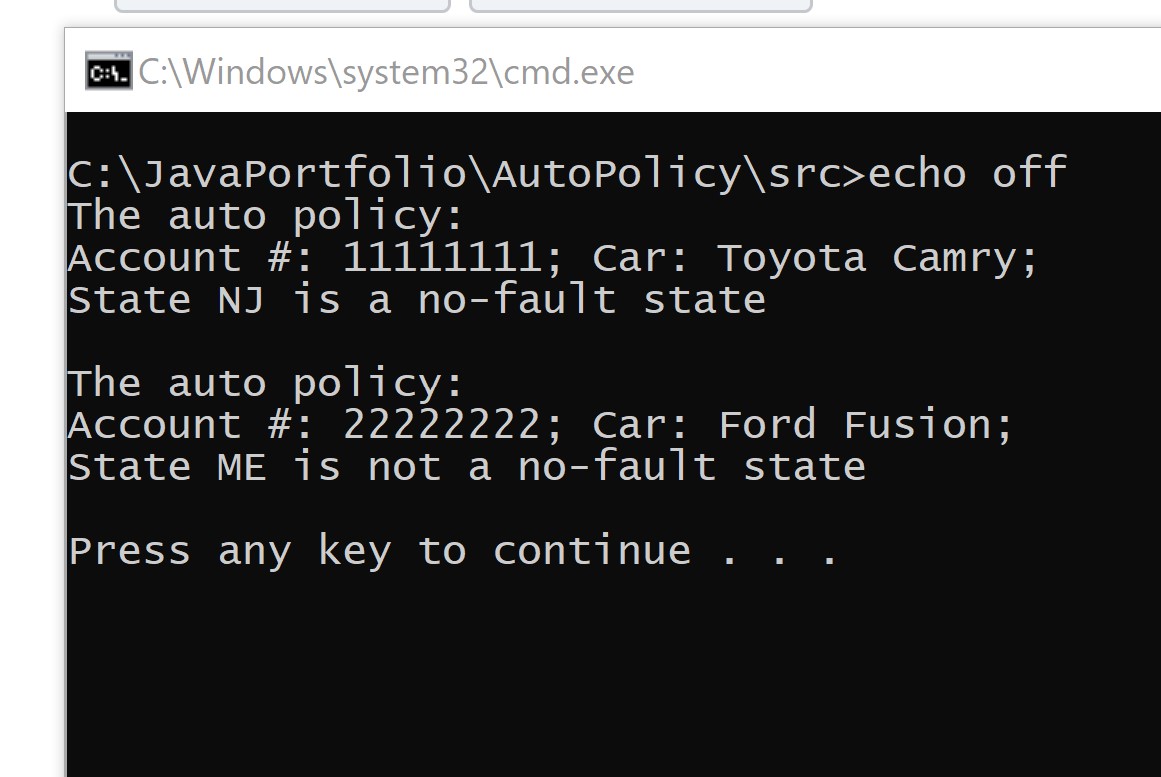 C:\Windows\system32\cmd.exe
C:\JavaPortfolio\AutoPolicy\src>echo off
The auto policy:
Account #: 11111111; Car: Toyota Camry;
State NJ is a no-fault state
The auto policy:
Account #: 22222222; Car: Ford Fusion;
State ME is not a no-fault state
Press any key to continue . . .